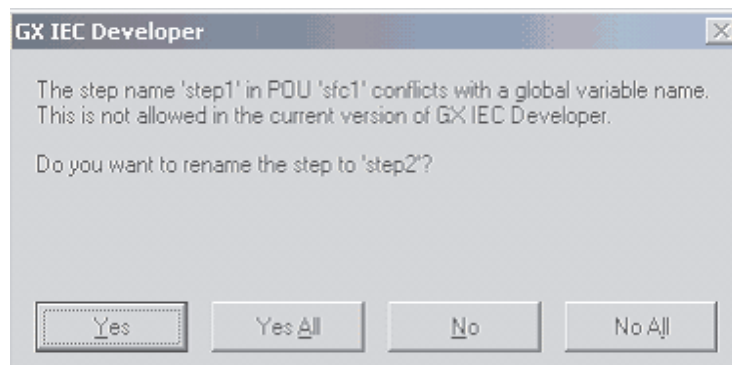 GX IEC Developer
The step name 'step1' in POU 'sfc1' conflicts with a global variable name.
This is not allowed in the current version of GX IEC Developer.
Do you want to rename the step to 'step2'?
Yes
Yes All
No
No All